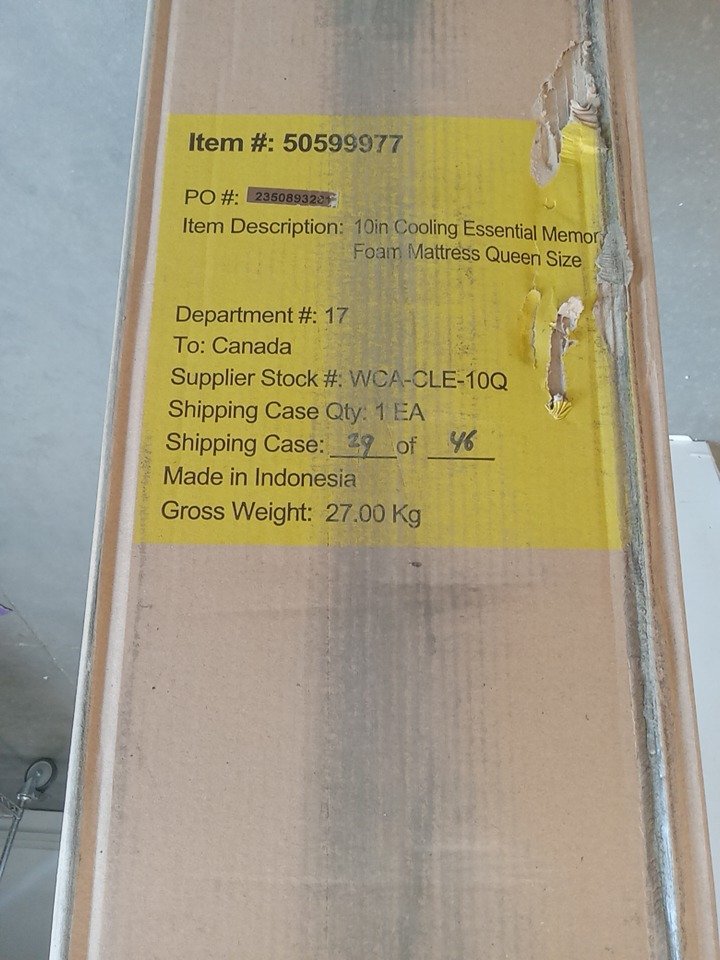 Item #: 50599977
PO #:
Item Description: 10in Cooling Essential Memor
Foam Mattress Queen Size
Department #: 17
To: Canada
Supplier Stock #: WCA-CLE-10Q
Shipping Case Qty: 1 EA
Shipping Case: 29 of 46
Made in Indonesia
Gross Weight: 27.00 Kg